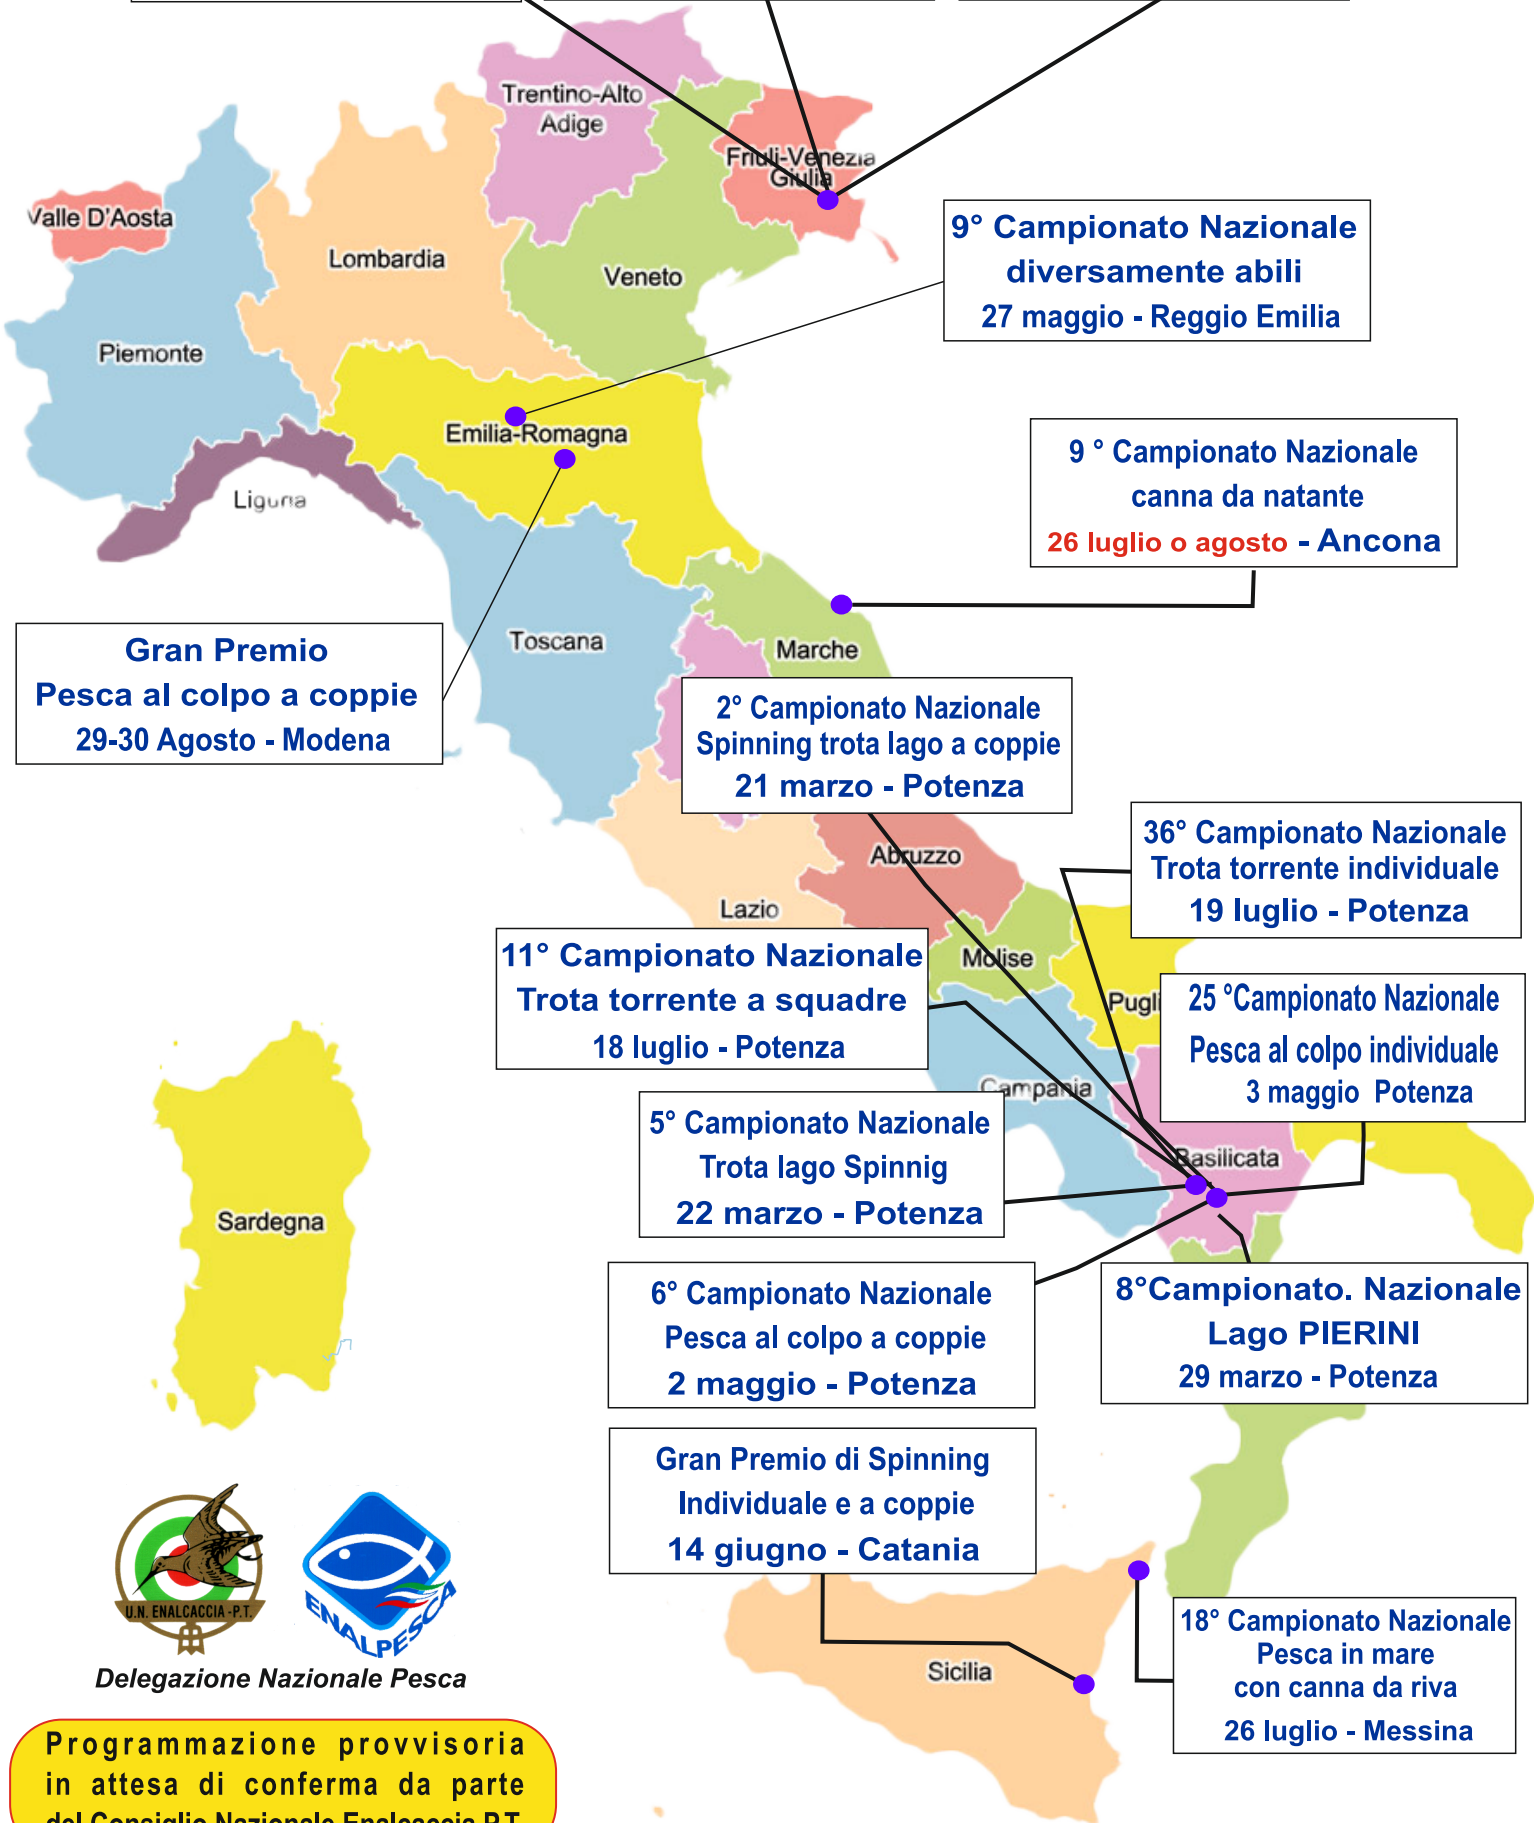 Trentino-Alto
Adige
Friuli-Venezia
Giulia
Valle D'Aosta
Lombardia
Veneto
Piemonte
9° Campionato Nazionale
diversamente abili
27 maggio - Reggio Emilia
Emilia-Romagna
Liguria
9 ° Campionato Nazionale
canna da natante
26 luglio o agosto - Ancona
Gran Premio
Pesca al colpo a coppie
29-30 Agosto - Modena
Toscana
Marche
2° Campionato Nazionale
Spinning trota lago a coppie
21 marzo - Potenza
Abruzzo
36° Campionato Nazionale
Trota torrente individuale
19 luglio - Potenza
Lazio
Molise
11° Campionato Nazionale
Trota torrente a squadre
18 luglio - Potenza
Pugli
25 °Campionato Nazionale
Pesca al colpo individuale
3 maggio Potenza
Campania
5° Campionato Nazionale
Trota lago Spinnig
22 marzo - Potenza
Basilicata
Sardegna
6° Campionato Nazionale
Pesca al colpo a coppie
2 maggio - Potenza
8°Campionato. Nazionale
Lago PIERINI
29 marzo - Potenza
Gran Premio di Spinning
Individuale e a coppie
14 giugno - Catania
Sicilia
18° Campionato Nazionale
Pesca in mare
con canna da riva
26 luglio - Messina
U.N. ENALCACCIA -P.T.
ENALPESCA
Delegazione Nazionale Pesca
Programmazione provvisoria
in attesa di conferma da parte
del Consiglio Nazionale Enalcaccia P.T.